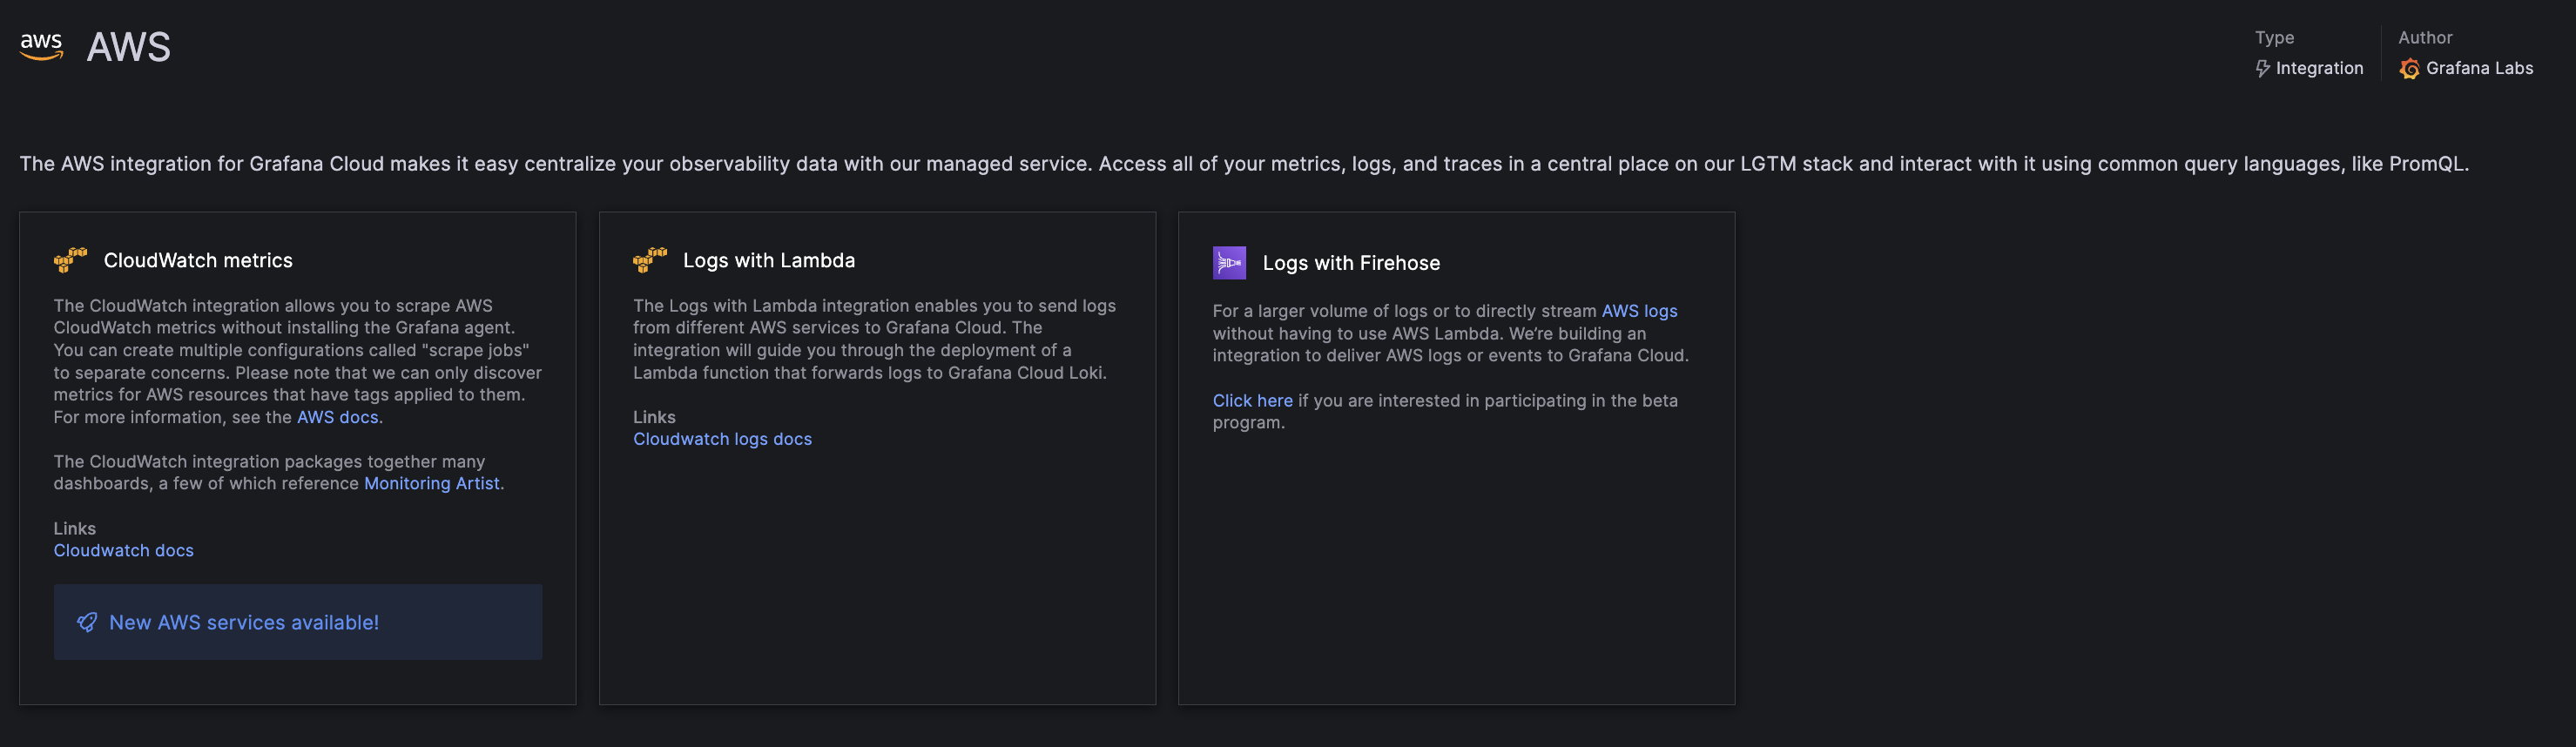 aws AWS
Type
Integration
Author
Grafana Labs
The AWS integration for Grafana Cloud makes it easy centralize your observability data with our managed service. Access all of your metrics, logs, and traces in a central place on our LGTM stack and interact with it using common query languages, like PromQL.
CloudWatch metrics
The CloudWatch integration allows you to scrape AWS
CloudWatch metrics without installing the Grafana agent.
You can create multiple configurations called "scrape jobs"
to separate concerns. Please note that we can only discover
metrics for AWS resources that have tags applied to them.
For more information, see the AWS docs.
The CloudWatch integration packages together many
dashboards, a few of which reference Monitoring Artist.
Links
Cloudwatch docs
New AWS services available!
Logs with Lambda
The Logs with Lambda integration enables you to send logs
from different AWS services to Grafana Cloud. The
integration will guide you through the deployment of a
Lambda function that forwards logs to Grafana Cloud Loki.
Links
Cloudwatch logs docs
Logs with Firehose
For a larger volume of logs or to directly stream AWS logs
without having to use AWS Lambda. We’re building an
integration to deliver AWS logs or events to Grafana Cloud.
Click here if you are interested in participating in the beta
program.